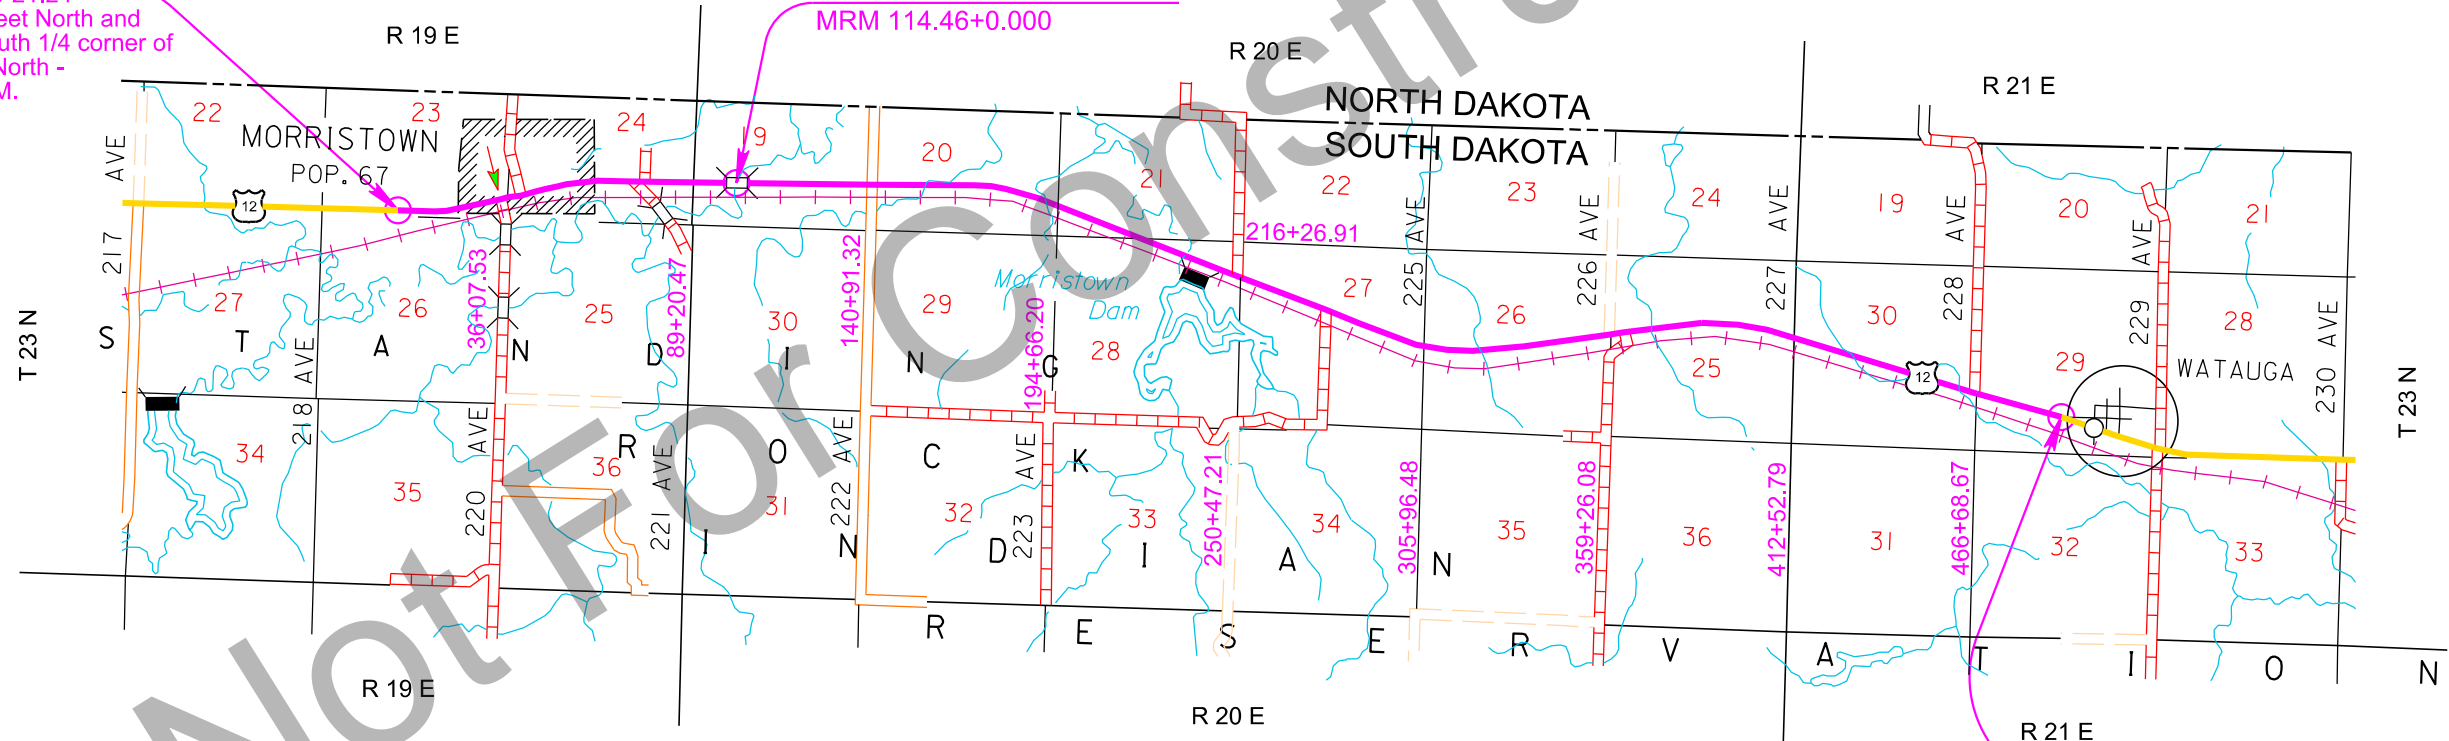 eet North and
uth 1/4 corner of
North -
M.
MRM 114.46+0.000
R 19 E
R 20 E
R 21 E
NORTH DAKOTA
SOUTH DAKOTA
22
23
24
19
20
21
22
23
24
19
20
21
MORRISTOWN
POP. 67
12
217 AVE
27
26
25
30
29
28
27
26
25
30
29
28
Morristown
Dam
36+07.53
89+20.47
140+91.32
194+66.20
216+26.91
250+47.21
305+96.48
359+26.08
412+52.79
466+68.67
218 AVE
220 AVE
221 AVE
222 AVE
223 AVE
225 AVE
226 AVE
227 AVE
228 AVE
229 AVE
230 AVE
12
WATAUGA
T 23 N
T 23 N
STANDING
ROCK
34
35
36
31
32
33
34
35
36
31
32
33
INDIAN
RESERVATION
R 19 E
R 20 E
R 21 E
Not For Constr